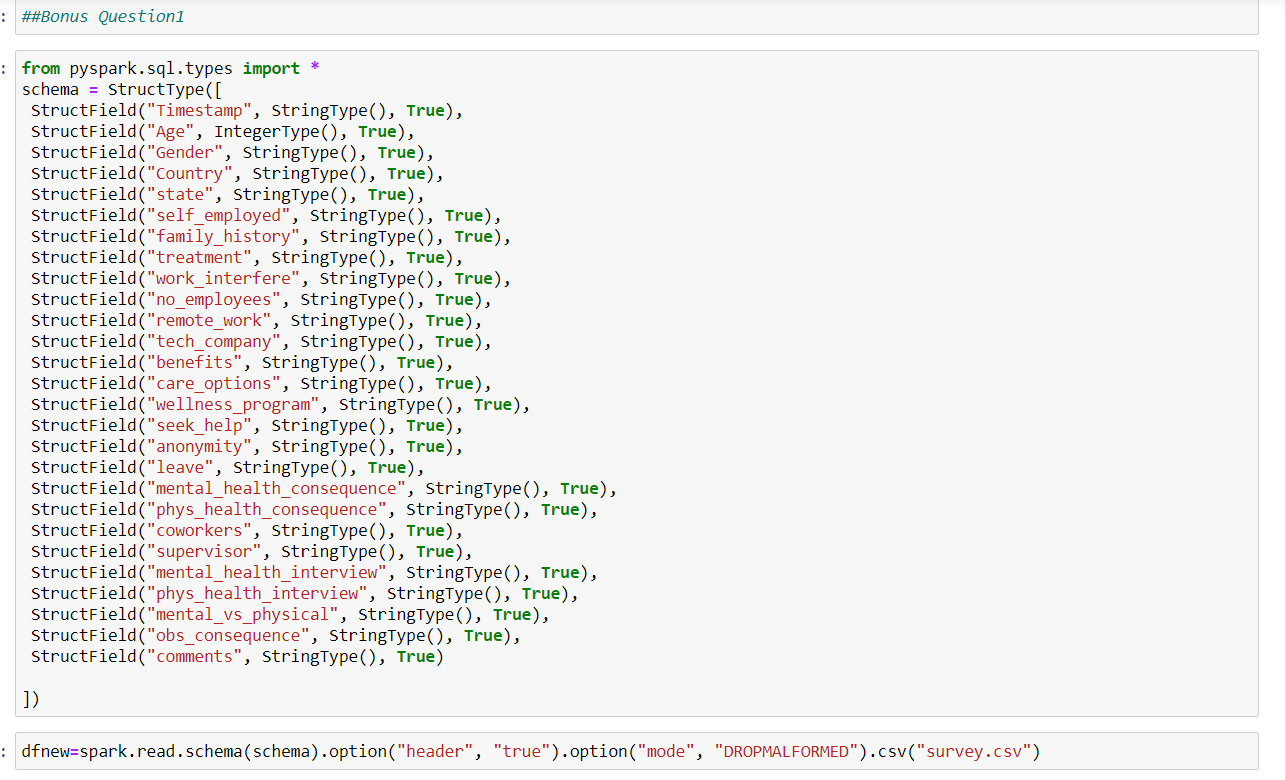 : ##Bonus Question1
: from pyspark.sql.types import *
schema = StructType([
 StructField("Timestamp", StringType(), True),
 StructField("Age", IntegerType(), True),
 StructField("Gender", StringType(), True),
 StructField("Country", StringType(), True),
 StructField("state", StringType(), True),
 StructField("self_employed", StringType(), True),
 StructField("family_history", StringType(), True),
 StructField("treatment", StringType(), True),
 StructField("work_interfere", StringType(), True),
 StructField("no_employees", StringType(), True),
 StructField("remote_work", StringType(), True),
 StructField("tech_company", StringType(), True),
 StructField("benefits", StringType(), True),
 StructField("care_options", StringType(), True),
 StructField("wellness_program", StringType(), True),
 StructField("seek_help", StringType(), True),
 StructField("anonymity", StringType(), True),
 StructField("leave", StringType(), True),
 StructField("mental_health_consequence", StringType(), True),
 StructField("phys_health_consequence", StringType(), True),
 StructField("coworkers", StringType(), True),
 StructField("supervisor", StringType(), True),
 StructField("mental_health_interview", StringType(), True),
 StructField("phys_health_interview", StringType(), True),
 StructField("mental_vs_physical", StringType(), True),
 StructField("obs_consequence", StringType(), True),
 StructField("comments", StringType(), True)
])
: dfnew=spark.read.schema(schema).option("header", "true").option("mode", "DROPMALFORMED").csv("survey.csv")